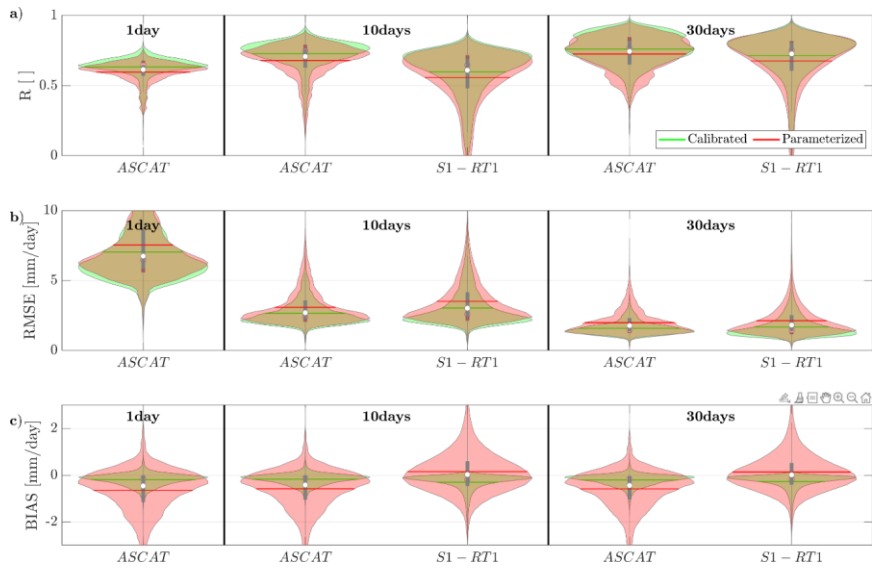 a)
1day 10days 30days
R [ ]
1
0.5
0
Calibrated Parameterized
ASCAT ASCAT S1−RT1 ASCAT S1−RT1
b)
1day 10days 30days
RMSE [mm/day]
10
5
0
ASCAT ASCAT S1−RT1 ASCAT S1−RT1
c)
1day 10days 30days
BIAS [mm/day]
2
0
-2
ASCAT ASCAT S1−RT1 ASCAT S1−RT1